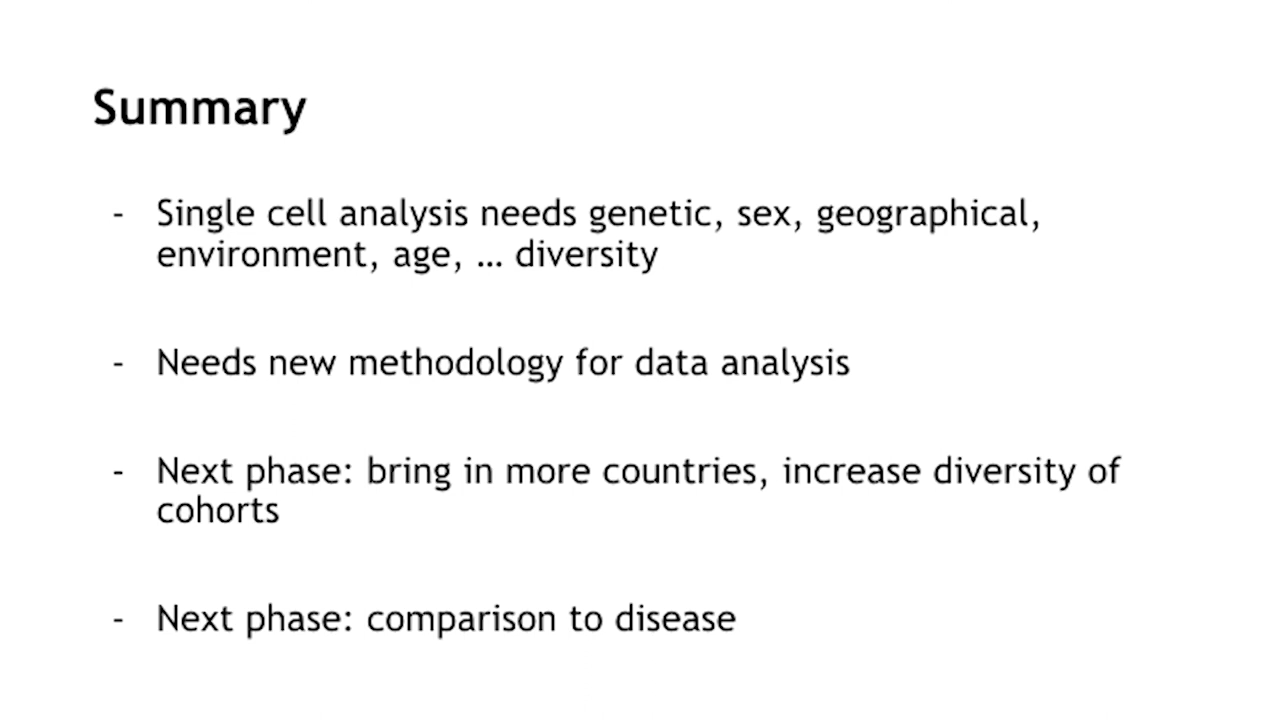 Summary
- Single cell analysis needs genetic, sex, geographical,
environment, age, … diversity
- Needs new methodology for data analysis
- Next phase: bring in more countries, increase diversity of
cohorts
- Next phase: comparison to disease